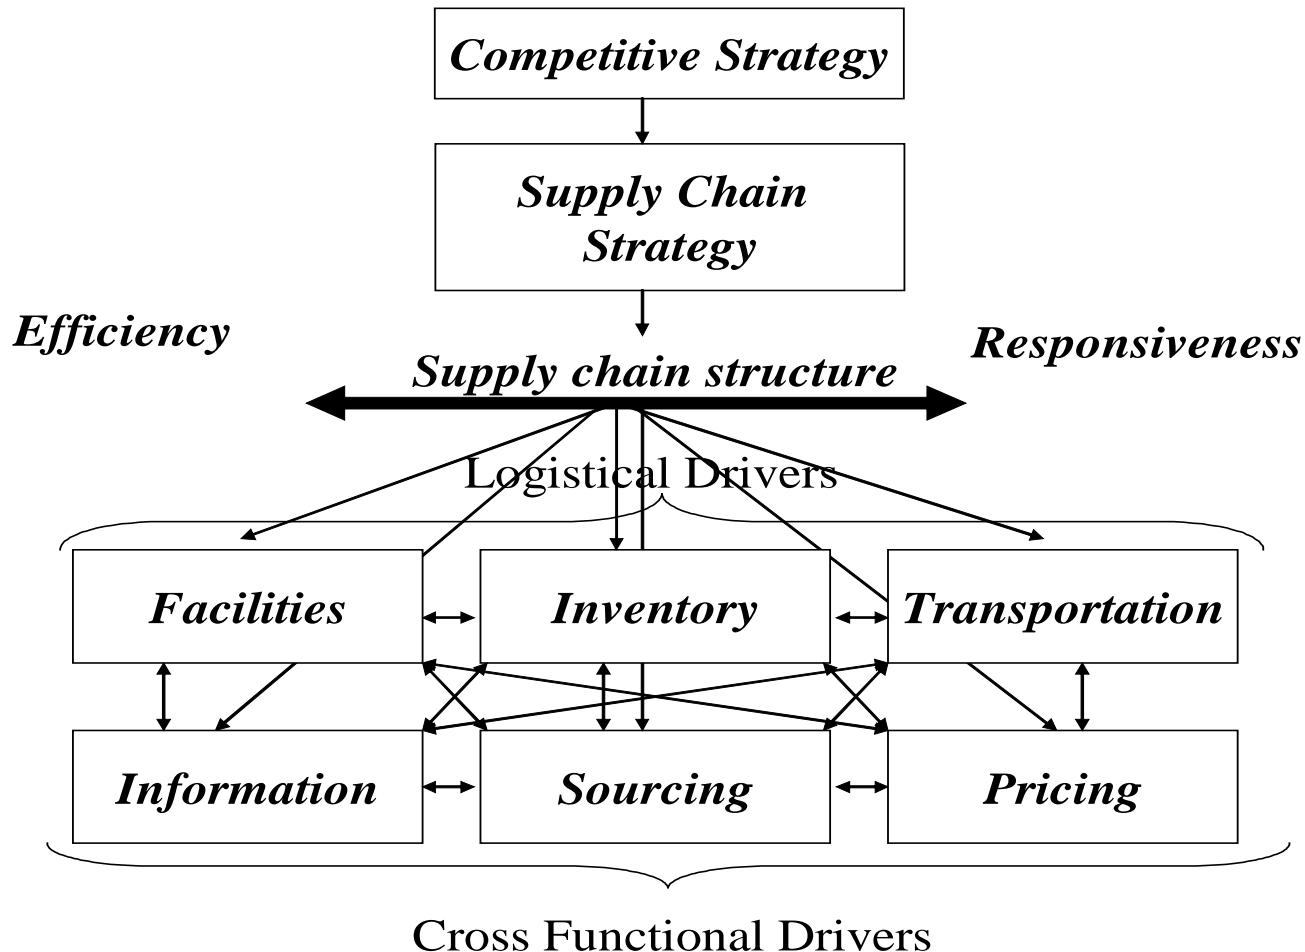 Competitive Strategy
Supply Chain
Strategy
Efficiency
Responsiveness
Supply chain structure
Logistical Drivers
Facilities
Inventory
Transportation
Information
Sourcing
Pricing
Cross Functional Drivers